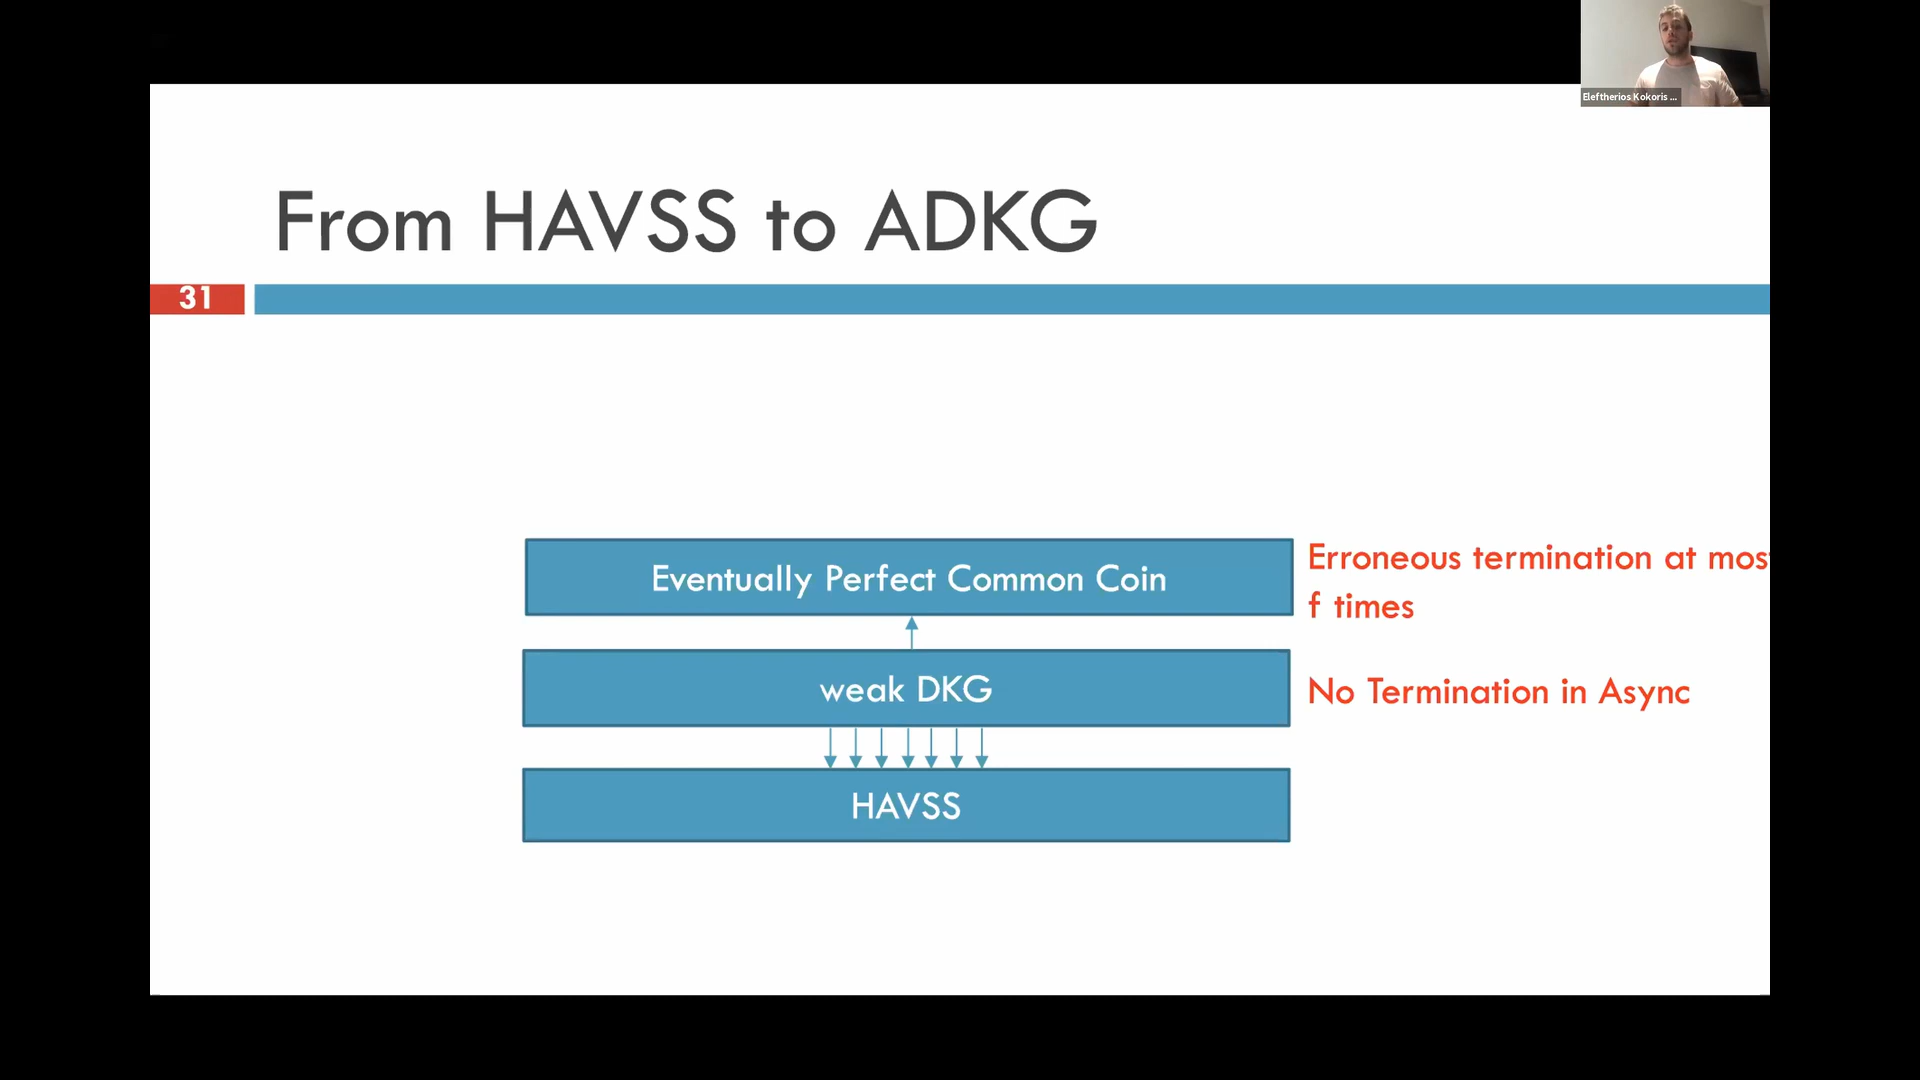 Eleftherios Kokoris ...
From HAVSS to ADKG
31
Eventually Perfect Common Coin
Erroneous termination at mos
f times
weak DKG
No Termination in Async
HAVSS